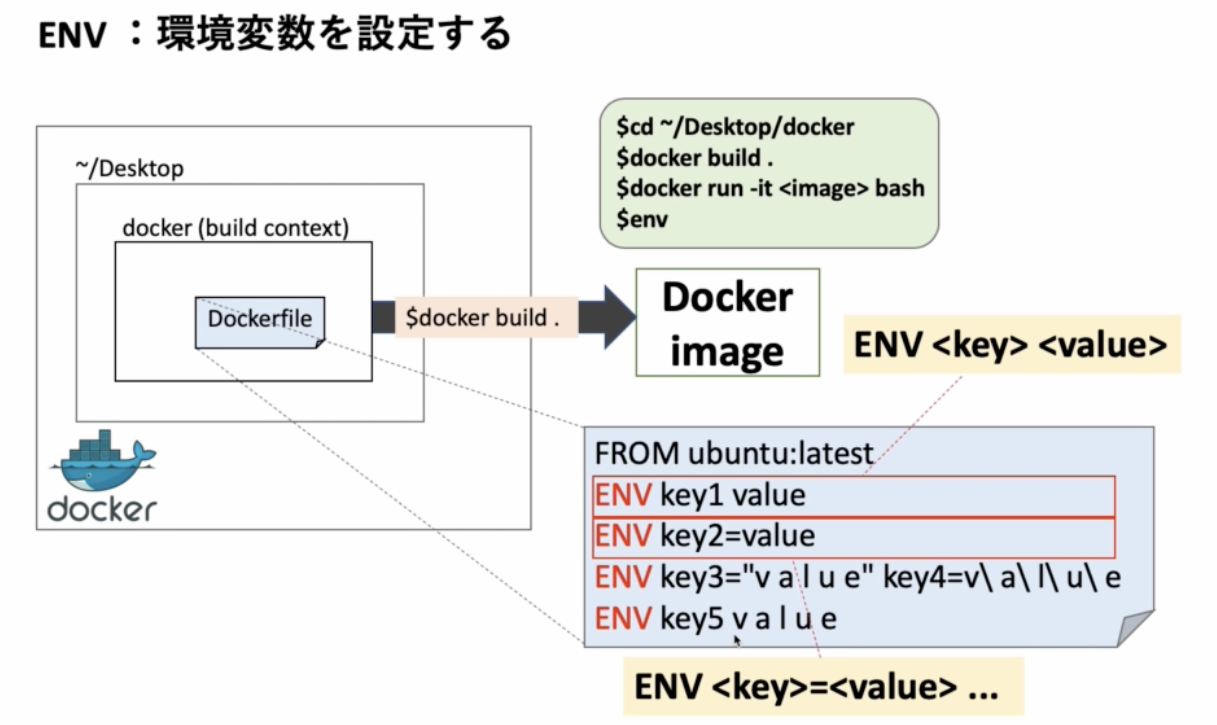 ENV ：環境変数を設定する
$cd ~/Desktop/docker
$docker build .
$docker run -it <image> bash
$env
~/Desktop
docker (build context)
Dockerfile
$docker build .
Docker
image
ENV <key> <value>
FROM ubuntu:latest
ENV key1 value
ENV key2=value
ENV key3="v a l u e" key4=v\ a\ l\ u\ e
ENV key5 v a l u e
docker
ENV <key>=<value> ...